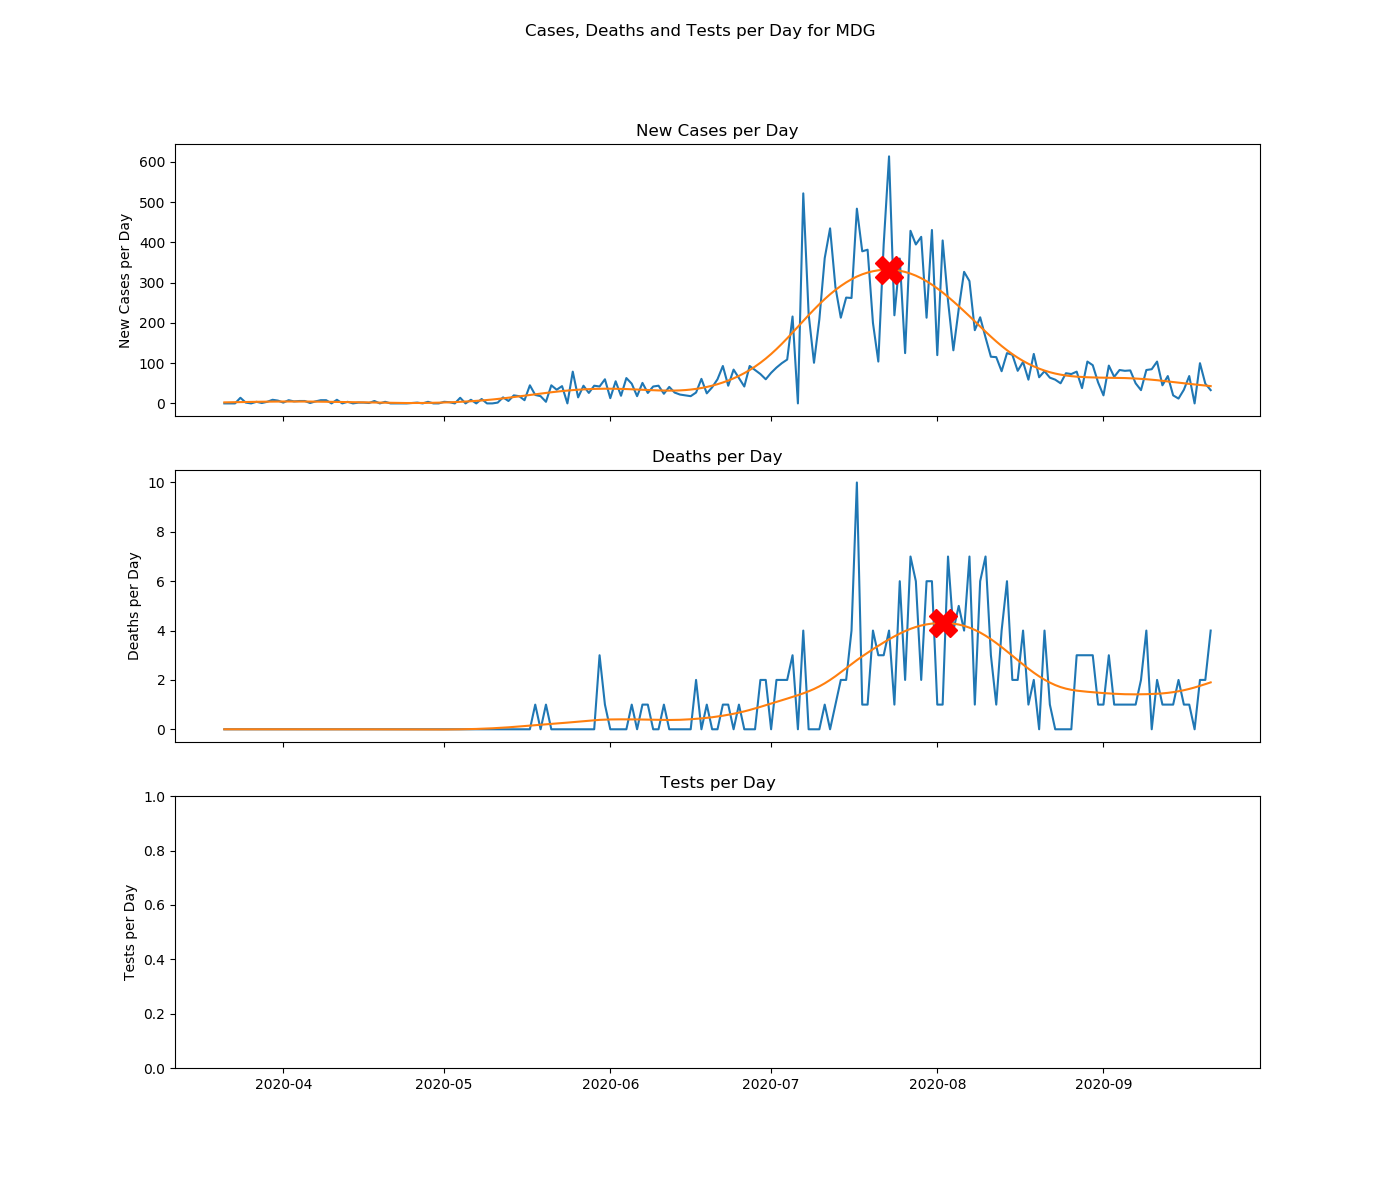 Cases, Deaths and Tests per Day for MDG
New Cases per Day
New Cases per Day
600
500
400
300
200
100
0
Deaths per Day
Deaths per Day
10
8
6
4
2
0
Tests per Day
Tests per Day
1.0
0.8
0.6
0.4
0.2
0.0
2020-04 2020-05 2020-06 2020-07 2020-08 2020-09